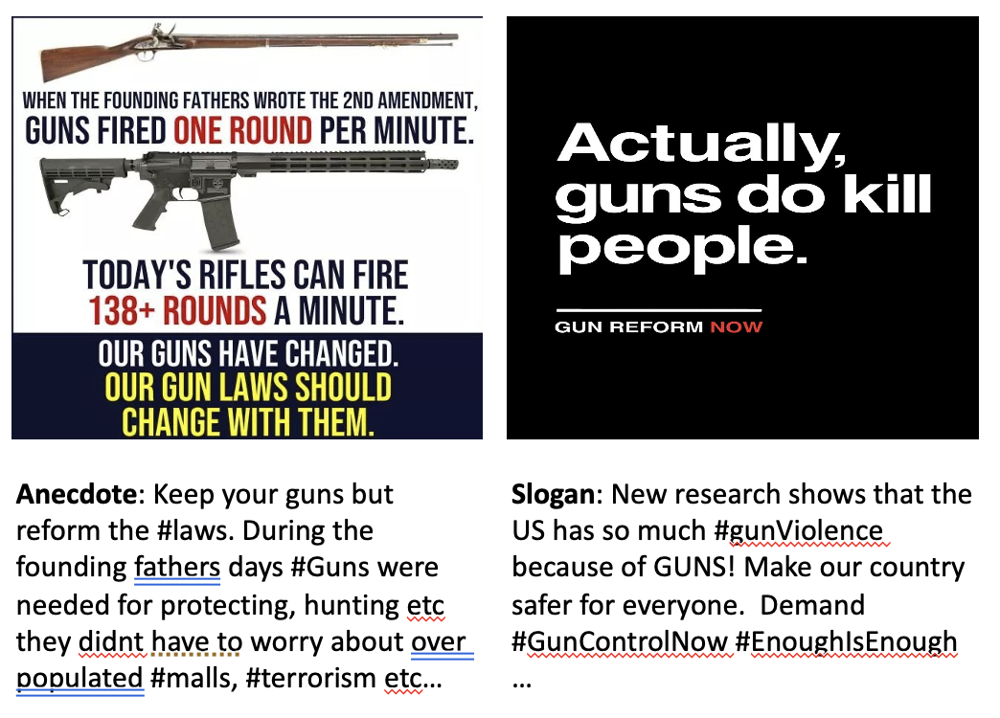 WHEN THE FOUNDING FATHERS WROTE THE 2ND AMENDMENT,
GUNS FIRED ONE ROUND PER MINUTE.
TODAY'S RIFLES CAN FIRE
138+ ROUNDS A MINUTE.
OUR GUNS HAVE CHANGED.
OUR GUN LAWS SHOULD
CHANGE WITH THEM.
Anecdote: Keep your guns but
reform the #laws. During the
founding fathers days #Guns were
needed for protecting, hunting etc
they didnt have to worry about over
populated #malls, #terrorism etc...
Actually,
guns do kill
people.
GUN REFORM NOW
Slogan: New research shows that the
US has so much #gunViolence
because of GUNS! Make our country
safer for everyone.  Demand
#GunControlNow #EnoughIsEnough
...